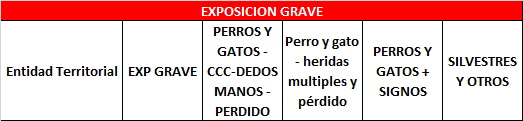 EXPOSICION GRAVE
Entidad Territorial
EXP GRAVE
PERROS Y
GATOS -
CCC-DEDOS
MANOS -
PERDIDO
Perro y gato
- heridas
multiples y
pérdido
PERROS Y
GATOS +
SIGNOS
SILVESTRES
Y OTROS